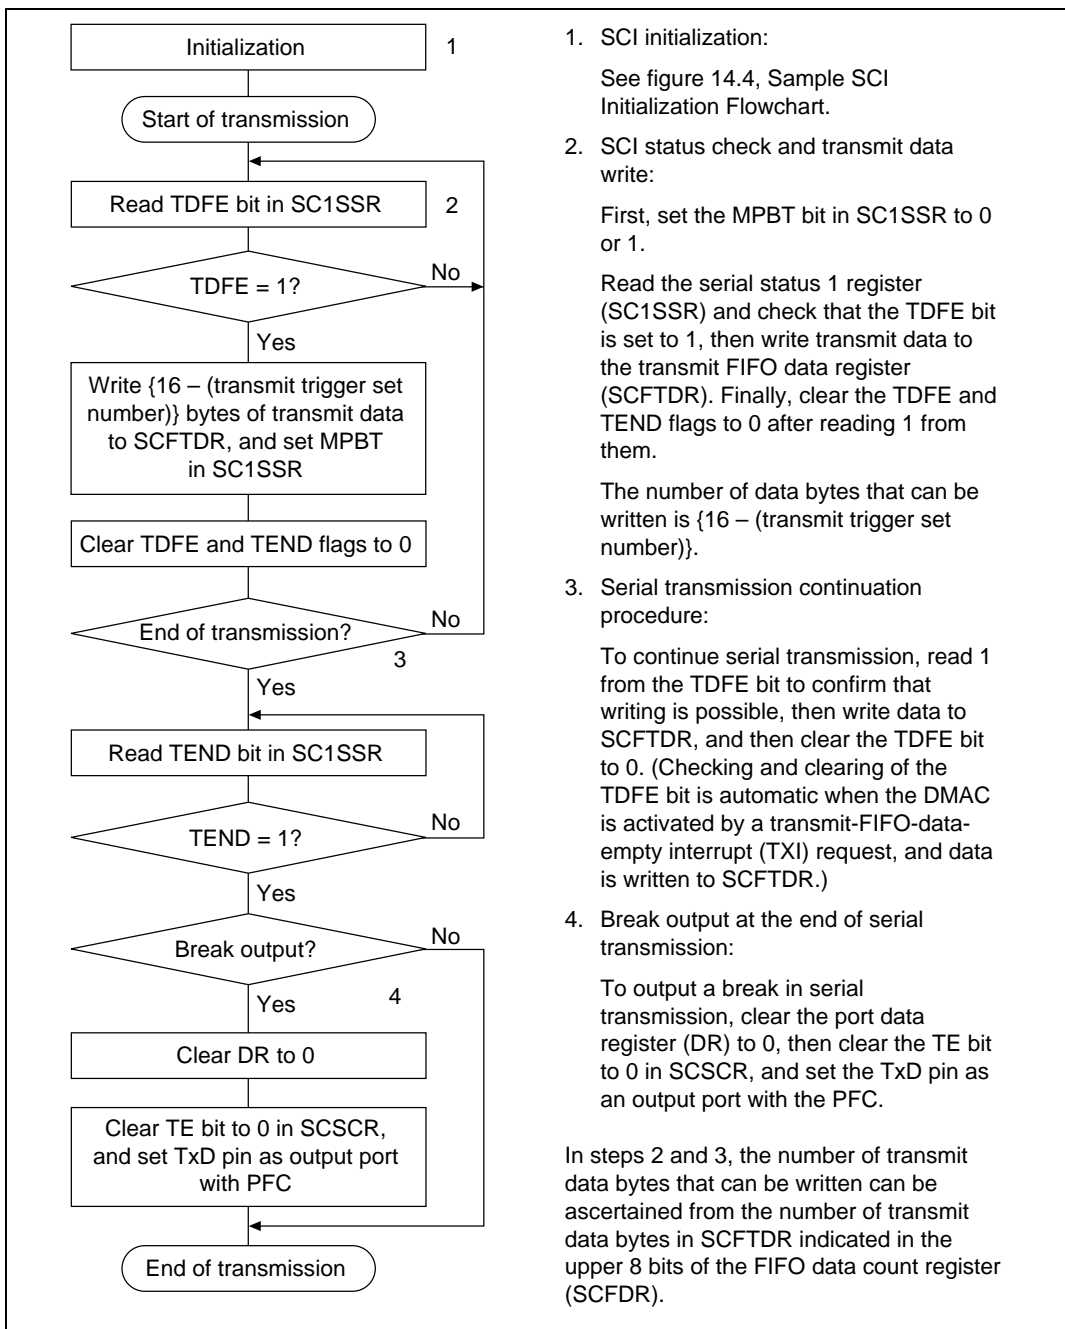 Initialization
1
Start of transmission
Read TDFE bit in SC1SSR
2
TDFE = 1?
No
Yes
Write {16 – (transmit trigger set
number)} bytes of transmit data
to SCFTDR, and set MPBT
in SC1SSR
Clear TDFE and TEND flags to 0
End of transmission?
No
3
Yes
Read TEND bit in SC1SSR
TEND = 1?
No
Yes
Break output?
No
Yes
4
Clear DR to 0
Clear TE bit to 0 in SCSCR,
and set TxD pin as output port
with PFC
End of transmission
1. SCI initialization:
See figure 14.4, Sample SCI
Initialization Flowchart.
2. SCI status check and transmit data
write:
First, set the MPBT bit in SC1SSR to 0
or 1.
Read the serial status 1 register
(SC1SSR) and check that the TDFE bit
is set to 1, then write transmit data to
the transmit FIFO data register
(SCFTDR). Finally, clear the TDFE and
TEND flags to 0 after reading 1 from
them.
The number of data bytes that can be
written is {16 – (transmit trigger set
number)}.
3. Serial transmission continuation
procedure:
To continue serial transmission, read 1
from the TDFE bit to confirm that
writing is possible, then write data to
SCFTDR, and then clear the TDFE bit
to 0. (Checking and clearing of the
TDFE bit is automatic when the DMAC
is activated by a transmit-FIFO-data-
empty interrupt (TXI) request, and data
is written to SCFTDR.)
4. Break output at the end of serial
transmission:
To output a break in serial
transmission, clear the port data
register (DR) to 0, then clear the TE bit
to 0 in SCSCR, and set the TxD pin as
an output port with the PFC.
In steps 2 and 3, the number of transmit
data bytes that can be written can be
ascertained from the number of transmit
data bytes in SCFTDR indicated in the
upper 8 bits of the FIFO data count register
(SCFDR).